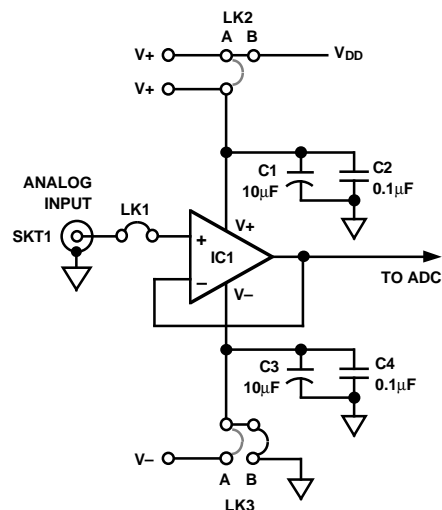 LK2
A B
V+
VDD
V+
C1
10µF
C2
0.1µF
ANALOG
INPUT
LK1
SKT1
+
V+
IC1
–
V–
TO ADC
C3
10µF
C4
0.1µF
V–
A B
LK3